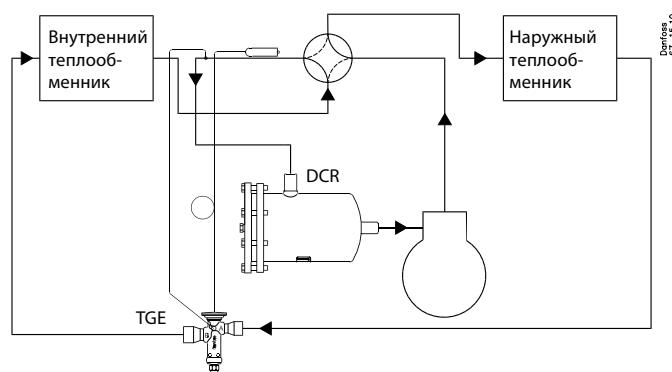 Внутренний
теплооб-
менник
Наружный
теплооб-
менник
Danfoss
DCR
TGE
A